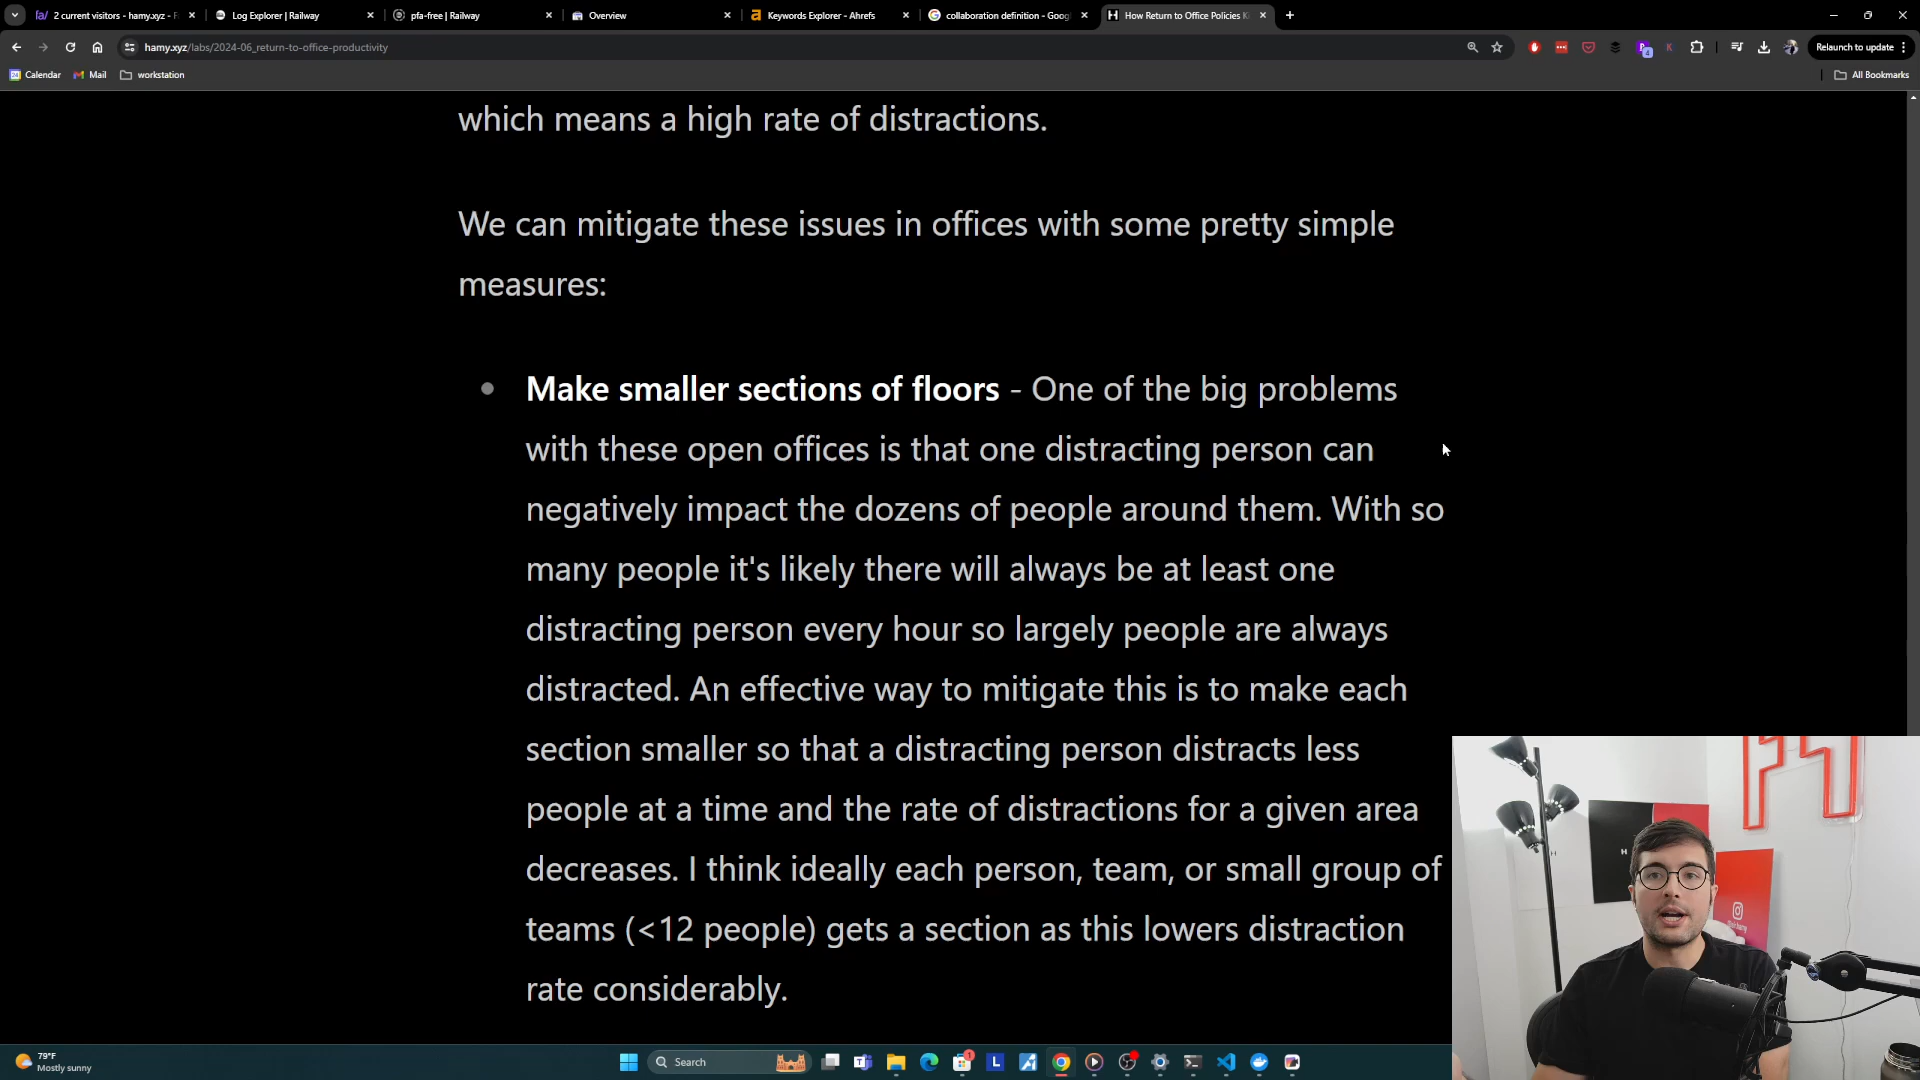 2 current visitors - hamy.xyz - F
Log Explorer | Railway
pfa-free | Railway
Overview
Keywords Explorer - Ahrefs
collaboration definition - Goog
How Return to Office Policies K
hamy.xyz/labs/2024-06_return-to-office-productivity
Relaunch to update
Calendar
Mail
workstation
All Bookmarks
which means a high rate of distractions.
We can mitigate these issues in offices with some pretty simple
measures:
Make smaller sections of floors - One of the big problems
with these open offices is that one distracting person can
negatively impact the dozens of people around them. With so
many people it's likely there will always be at least one
distracting person every hour so largely people are always
distracted. An effective way to mitigate this is to make each
section smaller so that a distracting person distracts less
people at a time and the rate of distractions for a given area
decreases. I think ideally each person, team, or small group of
teams (<12 people) gets a section as this lowers distraction
rate considerably.
79°F
Mostly sunny
Search